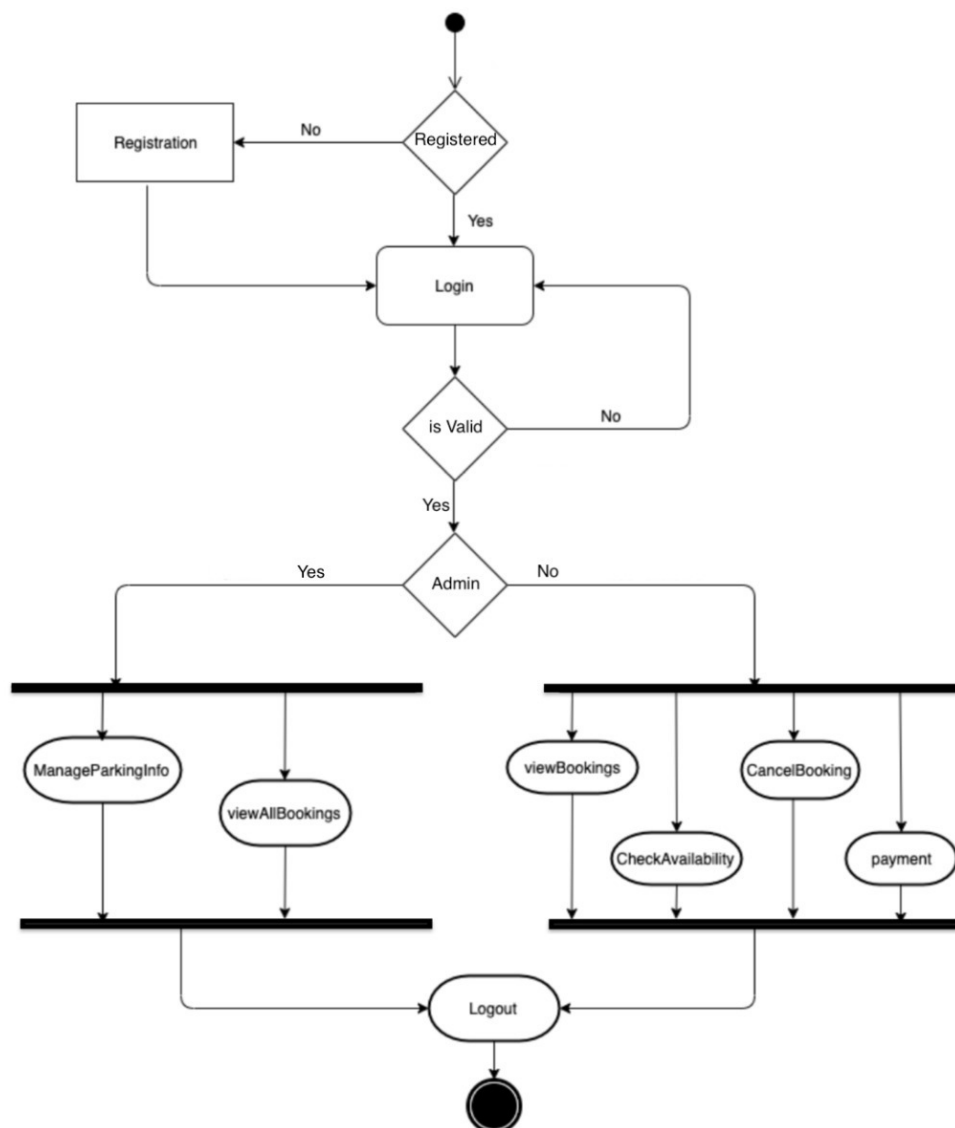 Registered
No
Registration
Yes
Login
is Valid
No
Yes
Admin
Yes
No
ManageParkingInfo
viewAllBookings
viewBookings
CancelBooking
CheckAvailability
payment
Logout